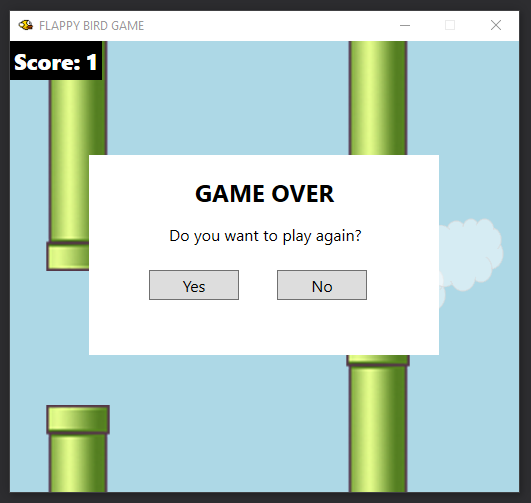 FLAPPY BIRD GAME
Score: 1
GAME OVER
Do you want to play again?
Yes No